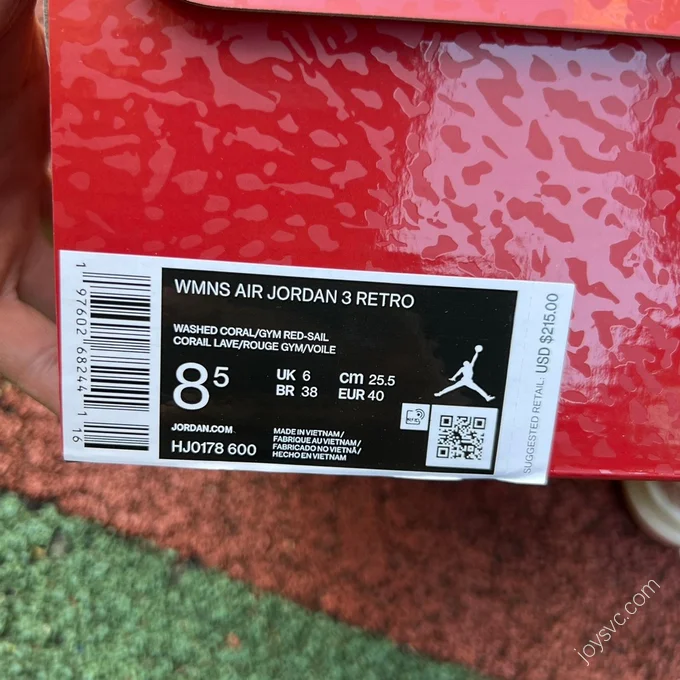 WMNS AIR JORDAN 3 RETRO
WASHED CORAL/GYM RED-SAIL
CORAIL LAVE/ROUGE GYM/VOILE
8 5
UK 6
BR 38
cm 25.5
EUR 40
JORDAN.COM
HJ0178 600
MADE IN VIETNAM/
FABRIQUE AU VIETNAM/
FABRICADO NO VIETNÃ/
HECHO EN VIETNAM
SUGGESTED RETAIL: USD $215.00
1 97602 68244 1 16
joysvc.com